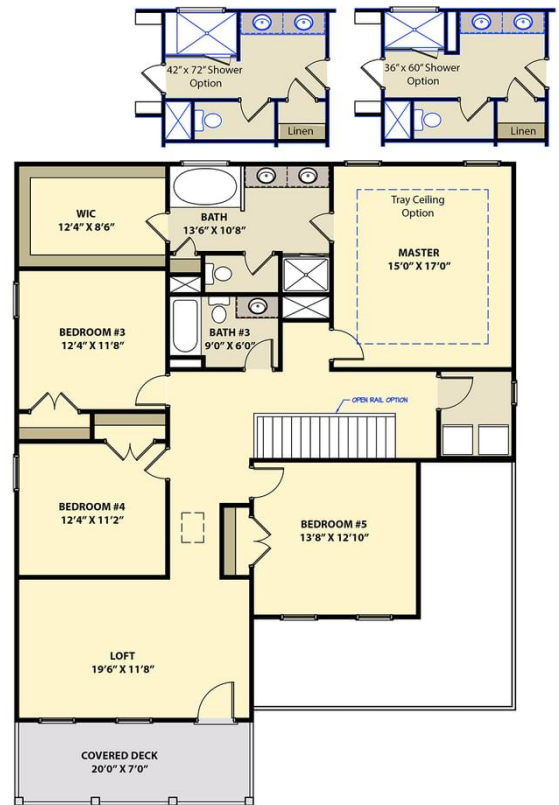 42" x 72" Shower
Option
Linen
36" x 60" Shower
Option
Linen
WIC
12'4" X 8'6"
BATH
13'6" X 10'8"
Tray Ceiling
Option
MASTER
15'0" X 17'0"
BEDROOM #3
12'4" X 11'8"
BATH #3
9'0" X 6'0"
OPEN RAIL OPTION
BEDROOM #4
12'4" X 11'2"
BEDROOM #5
13'8" X 12'10"
LOFT
19'6" X 11'8"
COVERED DECK
20'0" X 7'0"